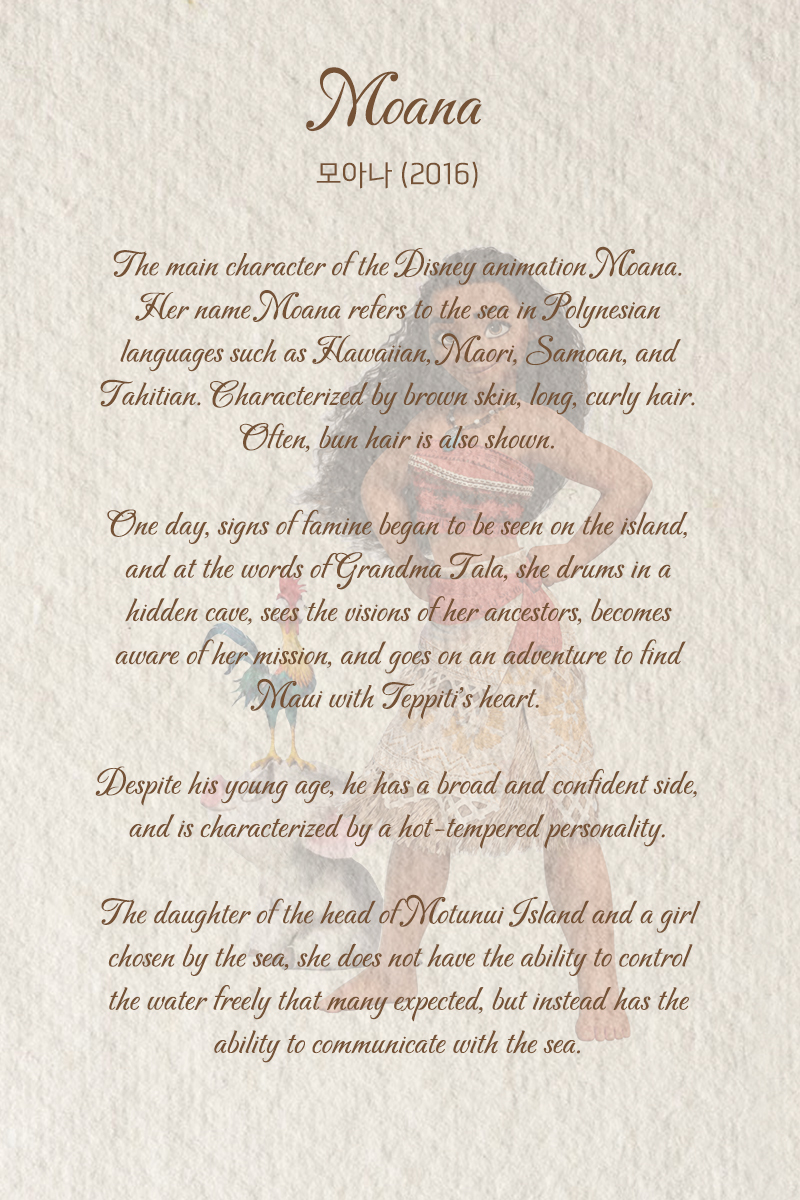 Moana
모아나 (2016)
The main character of the Disney animation Moana.
Her name Moana refers to the sea in Polynesian
languages such as Hawaiian, Maori, Samoan, and
Tahitian. Characterized by brown skin, long, curly hair.
Often, bun hair is also shown.
One day, signs of famine began to be seen on the island,
and at the words of Grandma Tala, she drums in a
hidden cave, sees the visions of her ancestors, becomes
aware of her mission, and goes on an adventure to find
Maui with Teppiti's heart.
Despite his young age, he has a broad and confident side,
and is characterized by a hot-tempered personality.
The daughter of the head of Motunui Island and a girl
chosen by the sea, she does not have the ability to control
the water freely that many expected, but instead has the
ability to communicate with the sea.